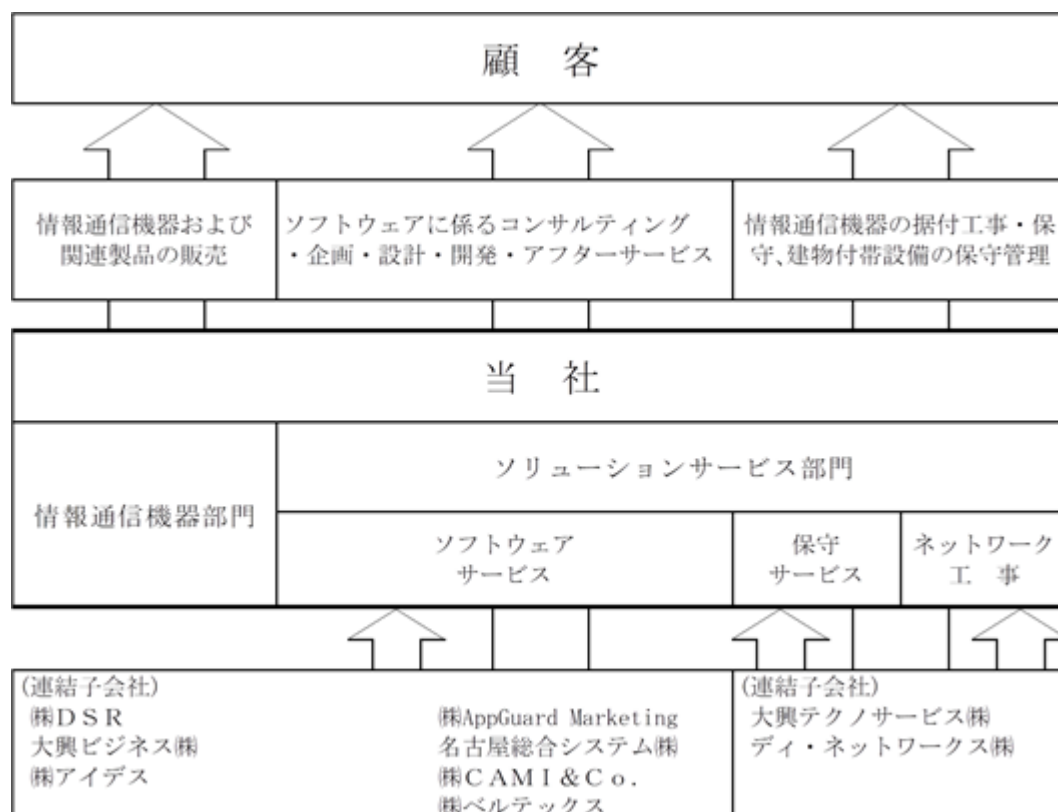 顧 客
情報通信機器および
関連製品の販売
ソフトウェアに係るコンサルティング
・企画・設計・開発・アフターサービス
情報通信機器の据付工事・保
守、建物付帯設備の保守管理
当 社
情報通信機器部門
ソリューションサービス部門
ソフトウェア
サービス
保守
サービス
ネットワーク
工 事
(連結子会社)
㈱ＤＳＲ
大興ビジネス㈱
㈱アイデス
㈱AppGuard Marketing
名古屋総合システム㈱
㈱ＣＡＭＩ＆Ｃｏ．
㈱ベルテックス
(連結子会社)
大興テクノサービス㈱
ディ・ネットワークス㈱